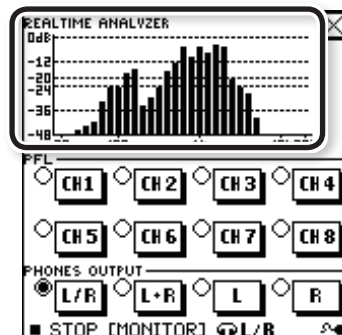 REALTIME ANALYZER
0dB
-12
-20
-24
-36
-48
PFL
CH1 CH2 CH3 CH4
CH5 CH6 CH7 CH8
PHONES OUTPUT
L/R L+R L R
STOP [MONITOR] L/R